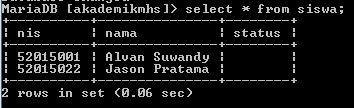 MariaDB [akademikmhs]> select * from siswa;
+----------+---------------+--------+
| nis      | nama          | status |
+----------+---------------+--------+
| 52015001 | Alvan Suwandy |        |
| 52015022 | Jason Pratama |        |
+----------+---------------+--------+
2 rows in set (0.06 sec)